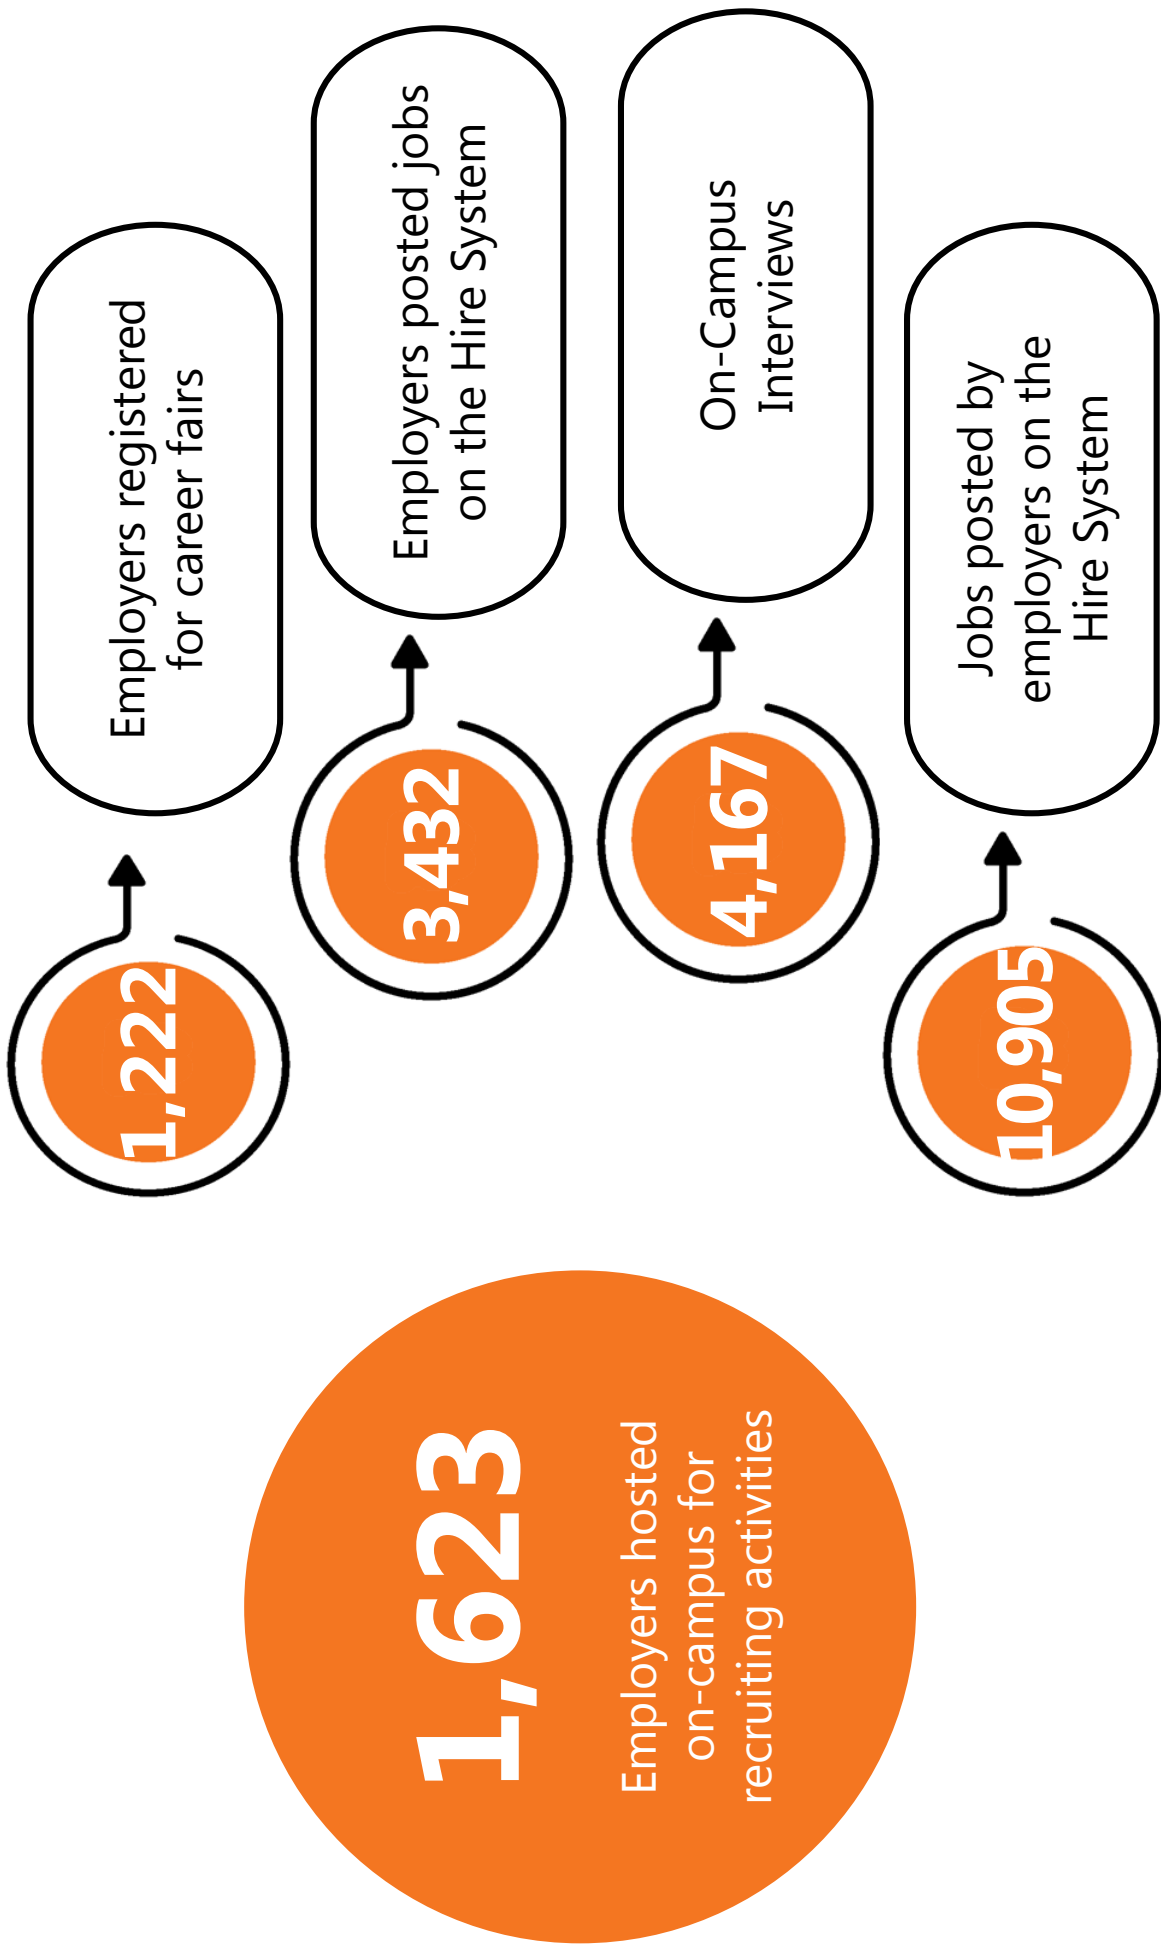 1,623
Employers hosted
on-campus for
recruiting activities
1,222
Employers registered
for career fairs
3,432
Employers posted jobs
on the Hire System
4,167
On-Campus
Interviews
10,905
Jobs posted by
employers on the
Hire System